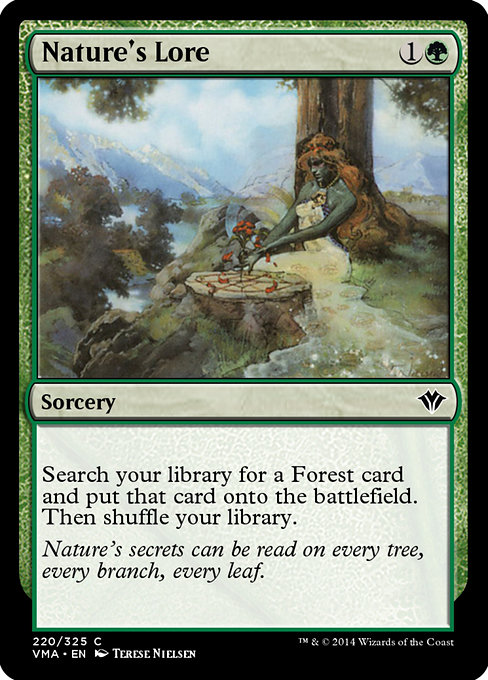 Nature's Lore 1
Sorcery
Search your library for a Forest card
and put that card onto the battlefield.
Then shuffle your library.
Nature's secrets can be read on every tree,
every branch, every leaf.
220/325 C
VMA • EN Terese Nielsen
™ & © 2014 Wizards of the Coast